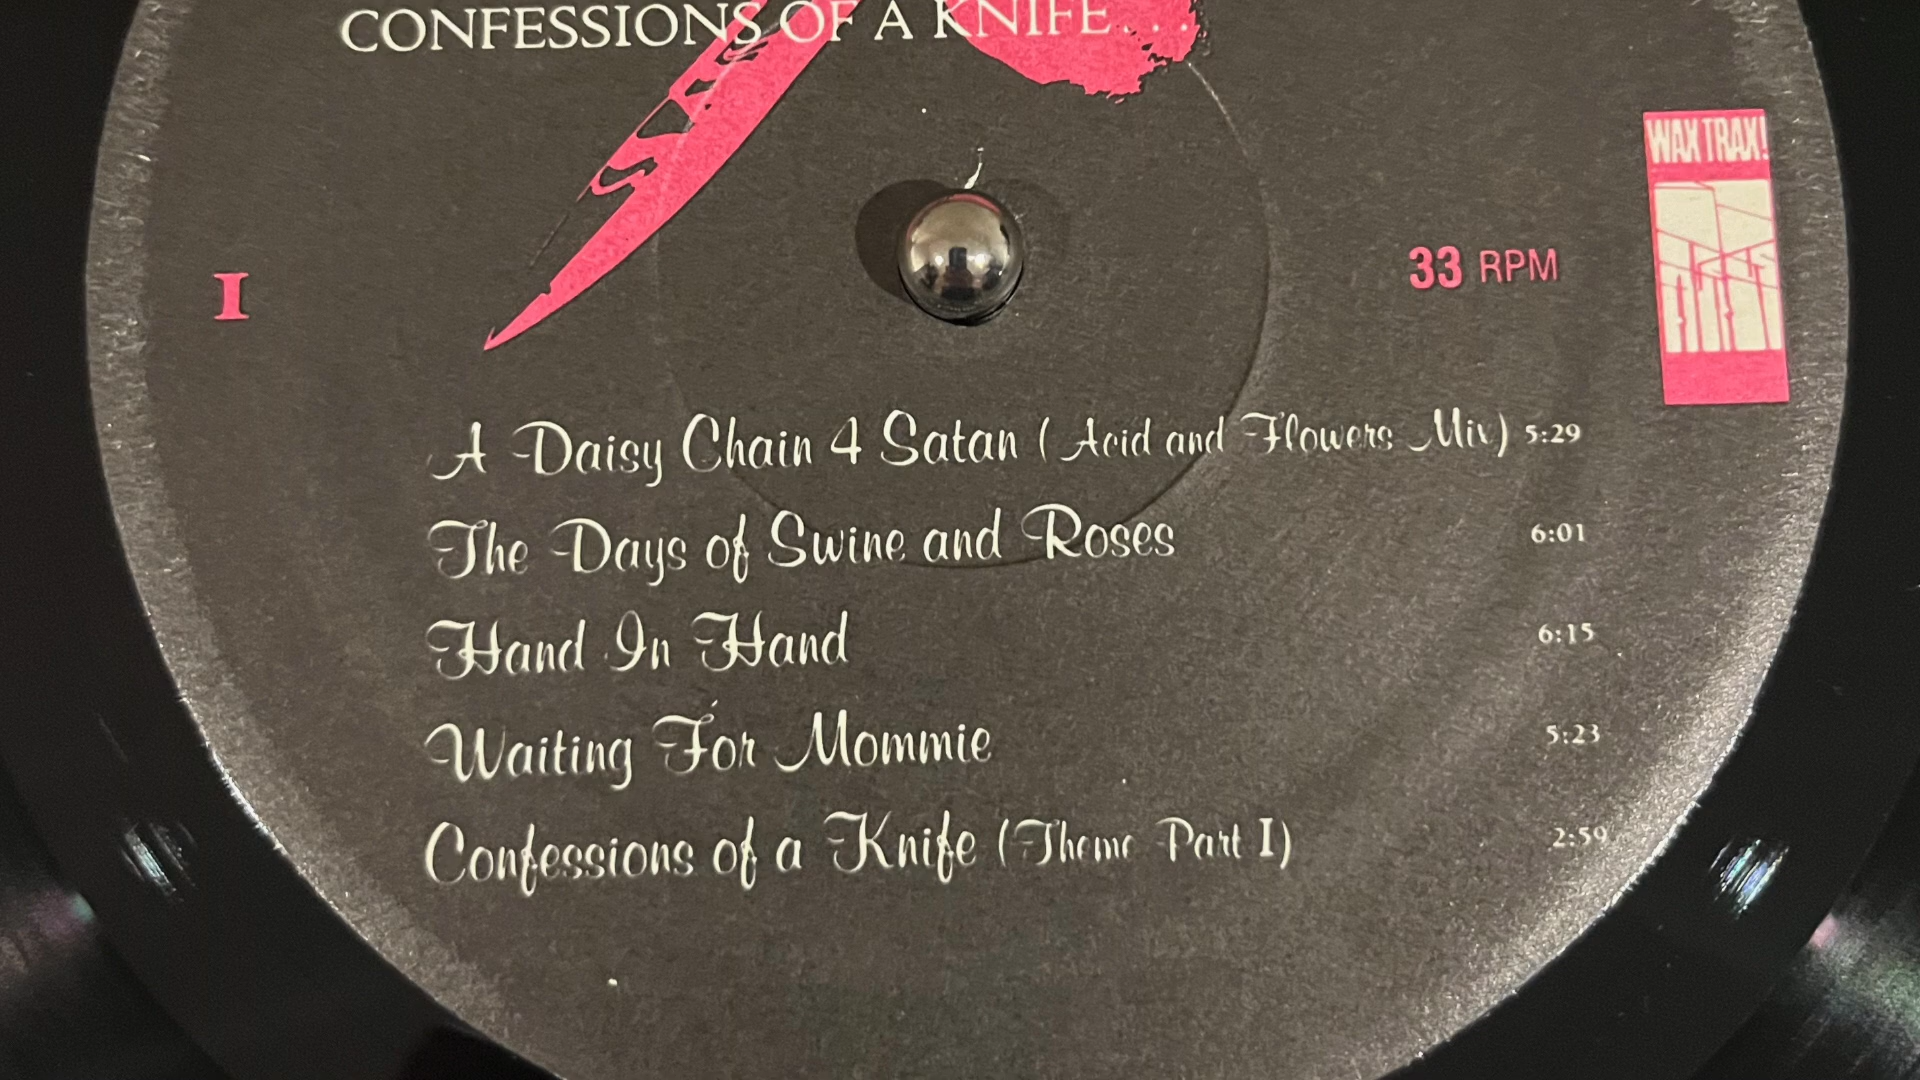 CONFESSIONS OF A KNIFE...
WAX TRAX!
I
33 RPM
A Daisy Chain 4 Satan (Acid and Flowers Mix) 5:29
The Days of Swine and Roses 6:01
Hand In Hand 6:15
Waiting For Mommie 5:23
Confessions of a Knife (Theme Part I) 2:59